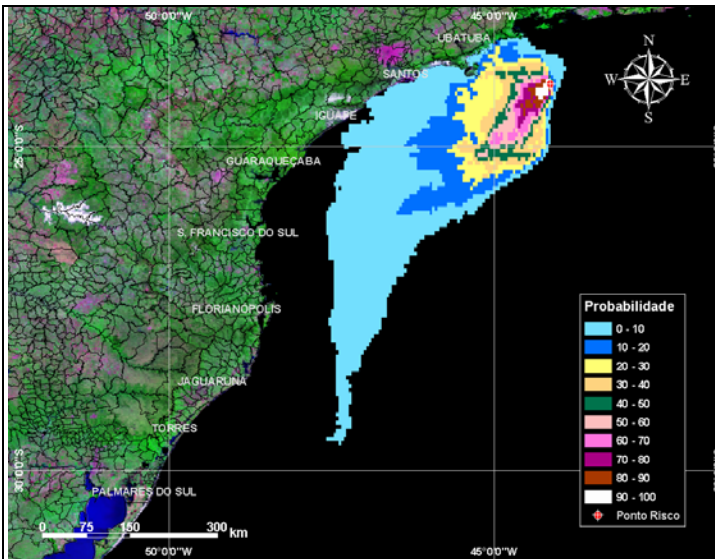 50°0'0"W 45°0'0"W
UBATUBA
N
SANTOS
W E
S
IGUAPE
25°0'0"S
GUARAQUEÇABA
S. FRANCISCO DO SUL
FLORIANOPOLIS
Probabilidade
0 - 10
10 - 20
20 - 30
30 - 40
40 - 50
50 - 60
60 - 70
70 - 80
80 - 90
90 - 100
Ponto Risco
JAGUARUNA
TORRES
30°0'0"S
PALMARES DO SUL
0 75 150 300 km
50°0'0"W 45°0'0"W